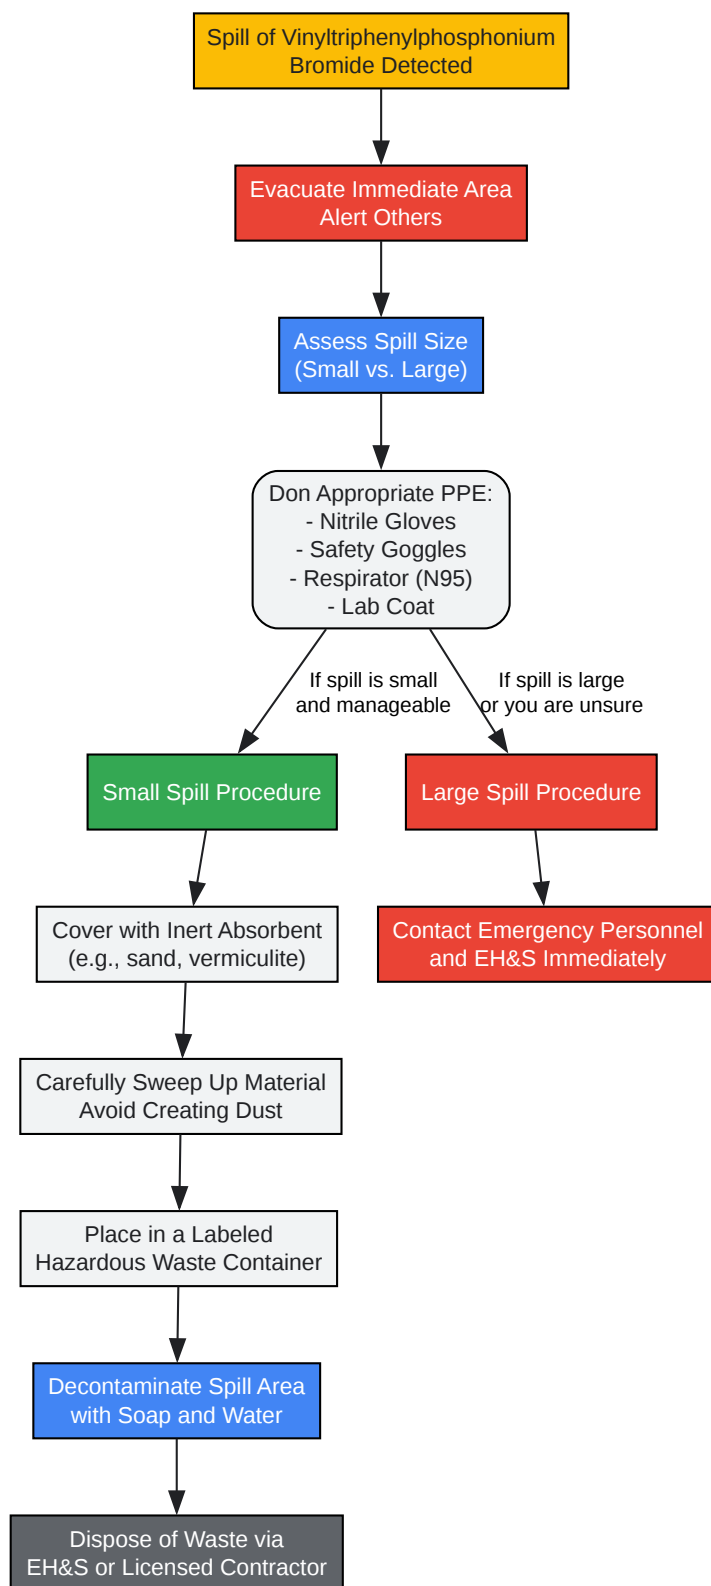 Spill of Vinyltriphenylphosphonium
Bromide Detected
Evacuate Immediate Area
Alert Others
Assess Spill Size
(Small vs. Large)
Don Appropriate PPE:
- Nitrile Gloves
- Safety Goggles
- Respirator (N95)
- Lab Coat
If spill is small
and manageable
If spill is large
or you are unsure
Small Spill Procedure
Large Spill Procedure
Cover with Inert Absorbent
(e.g., sand, vermiculite)
Contact Emergency Personnel
and EH&S Immediately
Carefully Sweep Up Material
Avoid Creating Dust
Place in a Labeled
Hazardous Waste Container
Decontaminate Spill Area
with Soap and Water
Dispose of Waste via
EH&S or Licensed Contractor